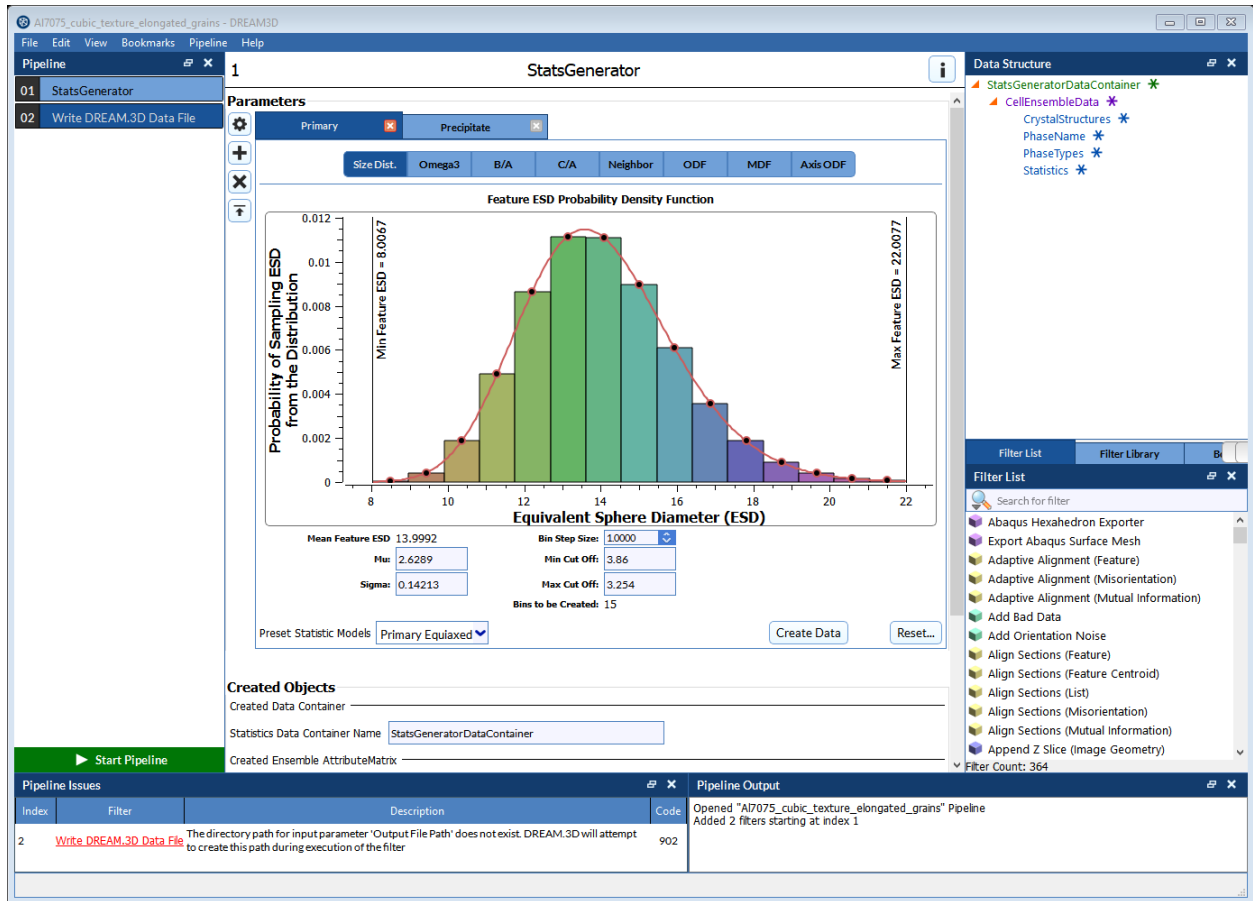 Al7075_cubic_texture_elongated_grains - DREAM3D
File Edit View Bookmarks Pipeline Help
Pipeline
01 StatsGenerator
02 Write DREAM.3D Data File
Start Pipeline
1 StatsGenerator i
Parameters
Primary Precipitate
Size Dist. Omega3 B/A C/A Neighbor ODF MDF Axis ODF
Feature ESD Probability Density Function
Probability of Sampling ESD
from the Distribution
0.012
0.01
0.008
0.006
0.004
0.002
0
Min Feature ESD = 8.0067
Max Feature ESD = 22.0077
8 10 12 14 16 18 20 22
Equivalent Sphere Diameter (ESD)
Mean Feature ESD 13.9992 Bin Step Size: 1.0000
Mu: 2.6289 Min Cut Off: 3.86
Sigma: 0.14213 Max Cut Off: 3.254
Bins to be Created: 15
Preset Statistic Models Primary Equiaxed Create Data Reset...
Created Objects
Created Data Container
Statistics Data Container Name StatsGeneratorDataContainer
Created Ensemble AttributeMatrix
Data Structure
StatsGeneratorDataContainer
CellEnsembleData
CrystalStructures
PhaseName
PhaseTypes
Statistics
Filter List Filter Library
Filter List
Search for filter
Abaqus Hexahedron Exporter
Export Abaqus Surface Mesh
Adaptive Alignment (Feature)
Adaptive Alignment (Misorientation)
Adaptive Alignment (Mutual Information)
Add Bad Data
Add Orientation Noise
Align Sections (Feature)
Align Sections (Feature Centroid)
Align Sections (List)
Align Sections (Misorientation)
Align Sections (Mutual Information)
Append Z Slice (Image Geometry)
Filter Count: 364
Pipeline Issues
Index Filter Description Code
2 Write DREAM.3D Data File The directory path for input parameter 'Output File Path' does not exist. DREAM.3D will attempt
to create this path during execution of the filter 902
Pipeline Output
Opened "Al7075_cubic_texture_elongated_grains" Pipeline
Added 2 filters starting at index 1